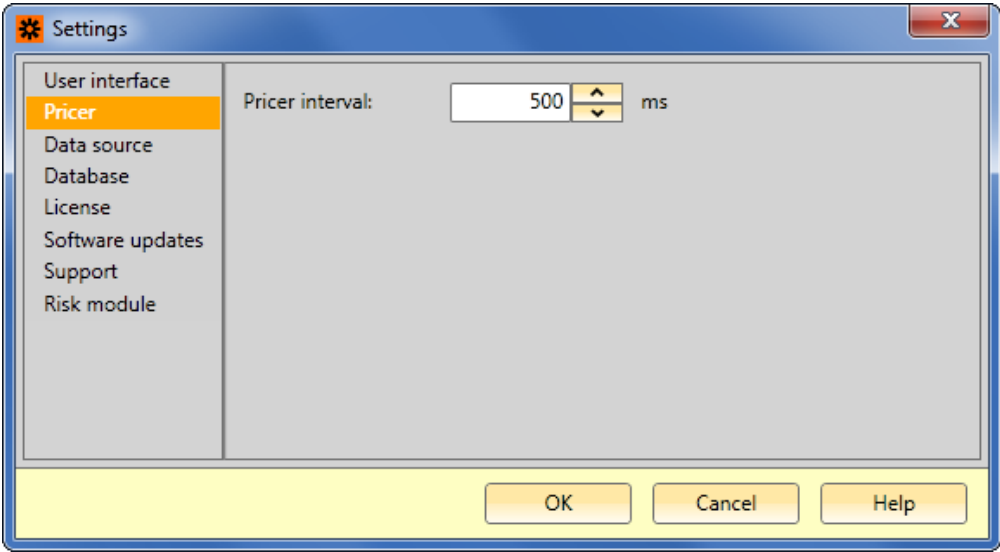 Settings
User interface
Pricer
Data source
Database
License
Software updates
Support
Risk module
Pricer interval: 500 ms
OK Cancel Help